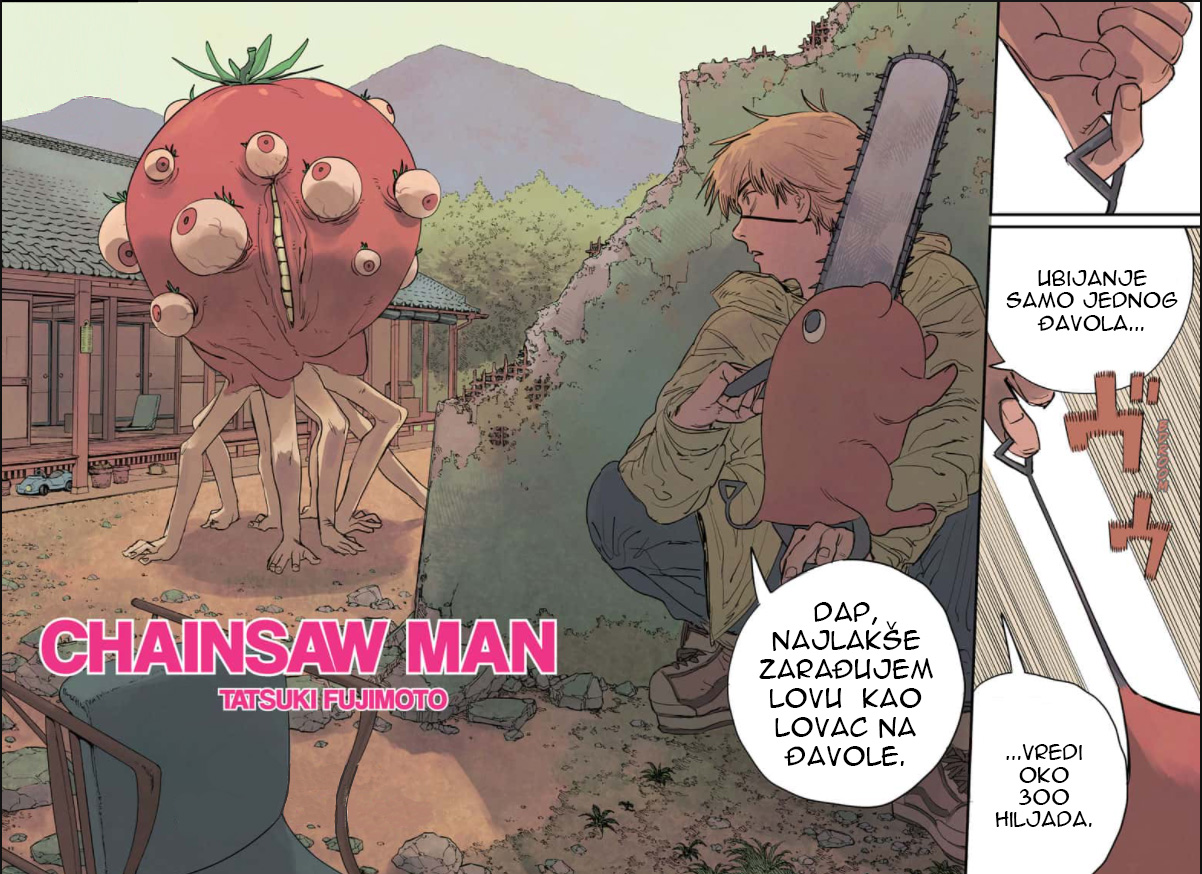 UBIJANJE
SAMO JEDNOG
ĐAVOLA...
ヴ
ヴ
...VREDI
OKO
300
HILJADA.
DAP,
NAJLAKŠE
ZARAĐUJEM
LOVU KAO
LOVAC NA
ĐAVOLE.
CHAINSAW MAN
TATSUKI FUJIMOTO